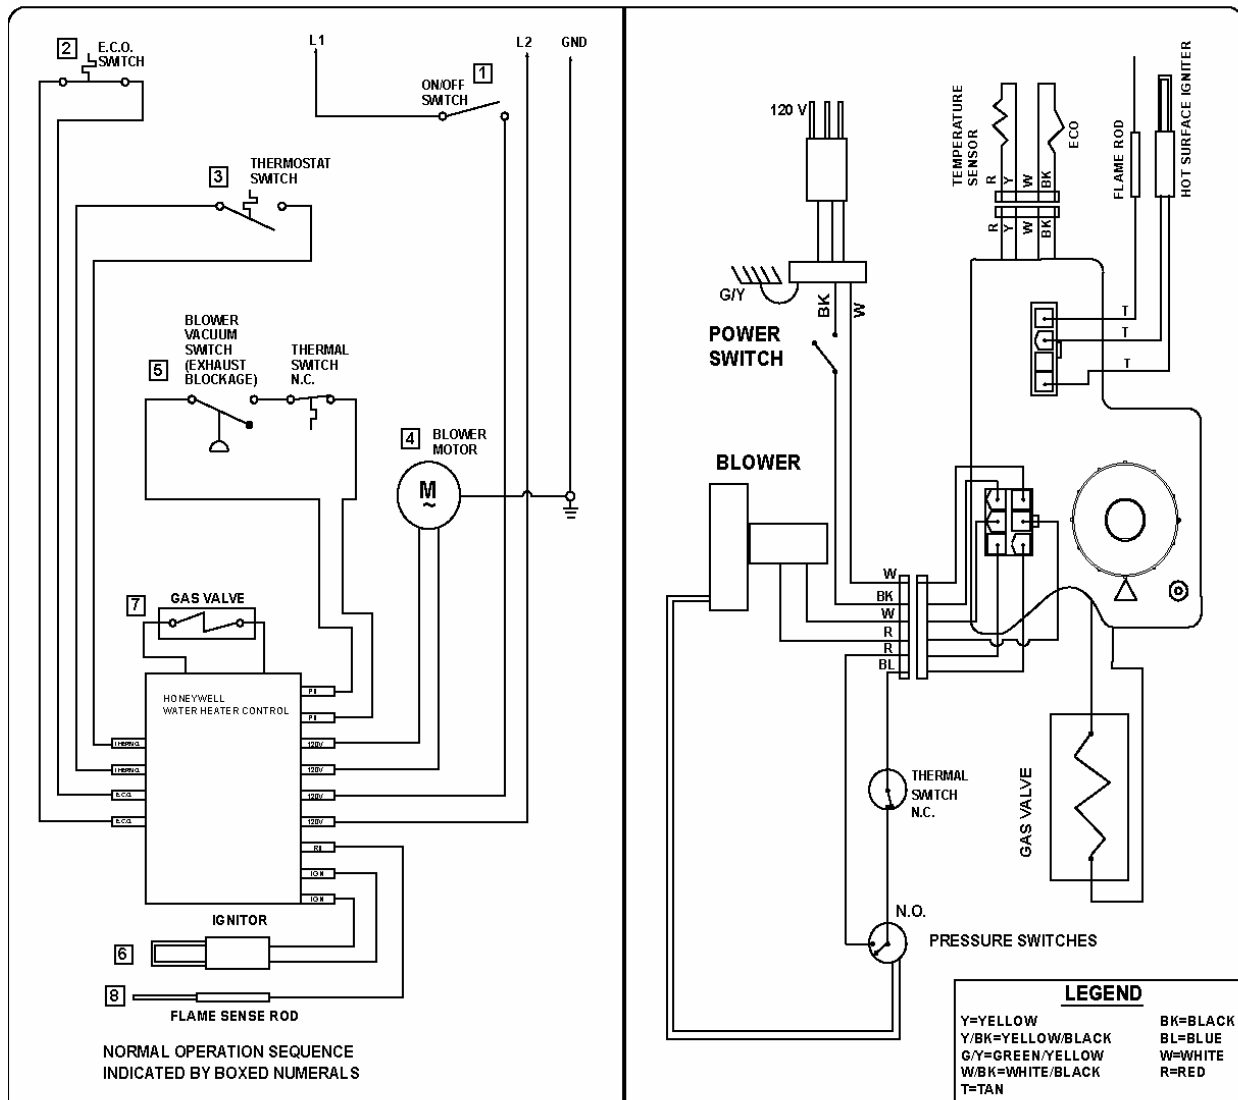 2
E.C.O.
SWITCH
L1
L2
GND
1
ON/OFF
SWITCH
3
THERMOSTAT
SWITCH
BLOWER
VACUUM
SWITCH
(EXHAUST
BLOCKAGE)
5
THERMAL
SWITCH
N.C.
4
BLOWER
MOTOR
M
~
7
GAS VALVE
HONEYWELL
WATER HEATER CONTROL
120V
120V
120V
120V
E.C.O.
E.C.O.
IGN
IGN
IGNITOR
6
8
FLAME SENSE ROD
NORMAL OPERATION SEQUENCE
INDICATED BY BOXED NUMERALS
120 V
TEMPERATURE
SENSOR
R
Y
W
BK
ECO
FLAME ROD
HOT SURFACE IGNITER
R
Y
W
BK
G/Y
BK
W
POWER
SWITCH
T
T
T
BLOWER
W
BK
W
R
R
BL
THERMAL
SWITCH
N.C.
GAS VALVE
N.O.
PRESSURE SWITCHES
LEGEND
Y=YELLOW
Y/BK=YELLOW/BLACK
G/Y=GREEN/YELLOW
W/BK=WHITE/BLACK
T=TAN
BK=BLACK
BL=BLUE
W=WHITE
R=RED